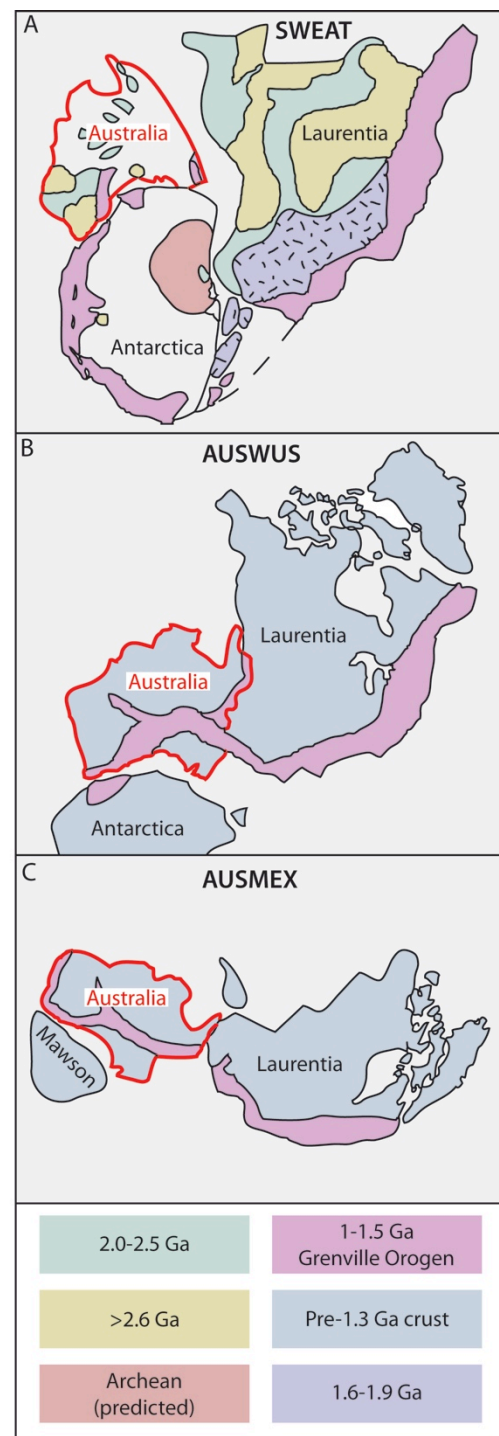 A
SWEAT
Australia
Laurentia
Antarctica
B
AUSWUS
Laurentia
Australia
Antarctica
C
AUSMEX
Australia
Mawson
Laurentia
2.0-2.5 Ga
1-1.5 Ga
Grenville Orogen
>2.6 Ga
Pre-1.3 Ga crust
Archean
(predicted)
1.6-1.9 Ga